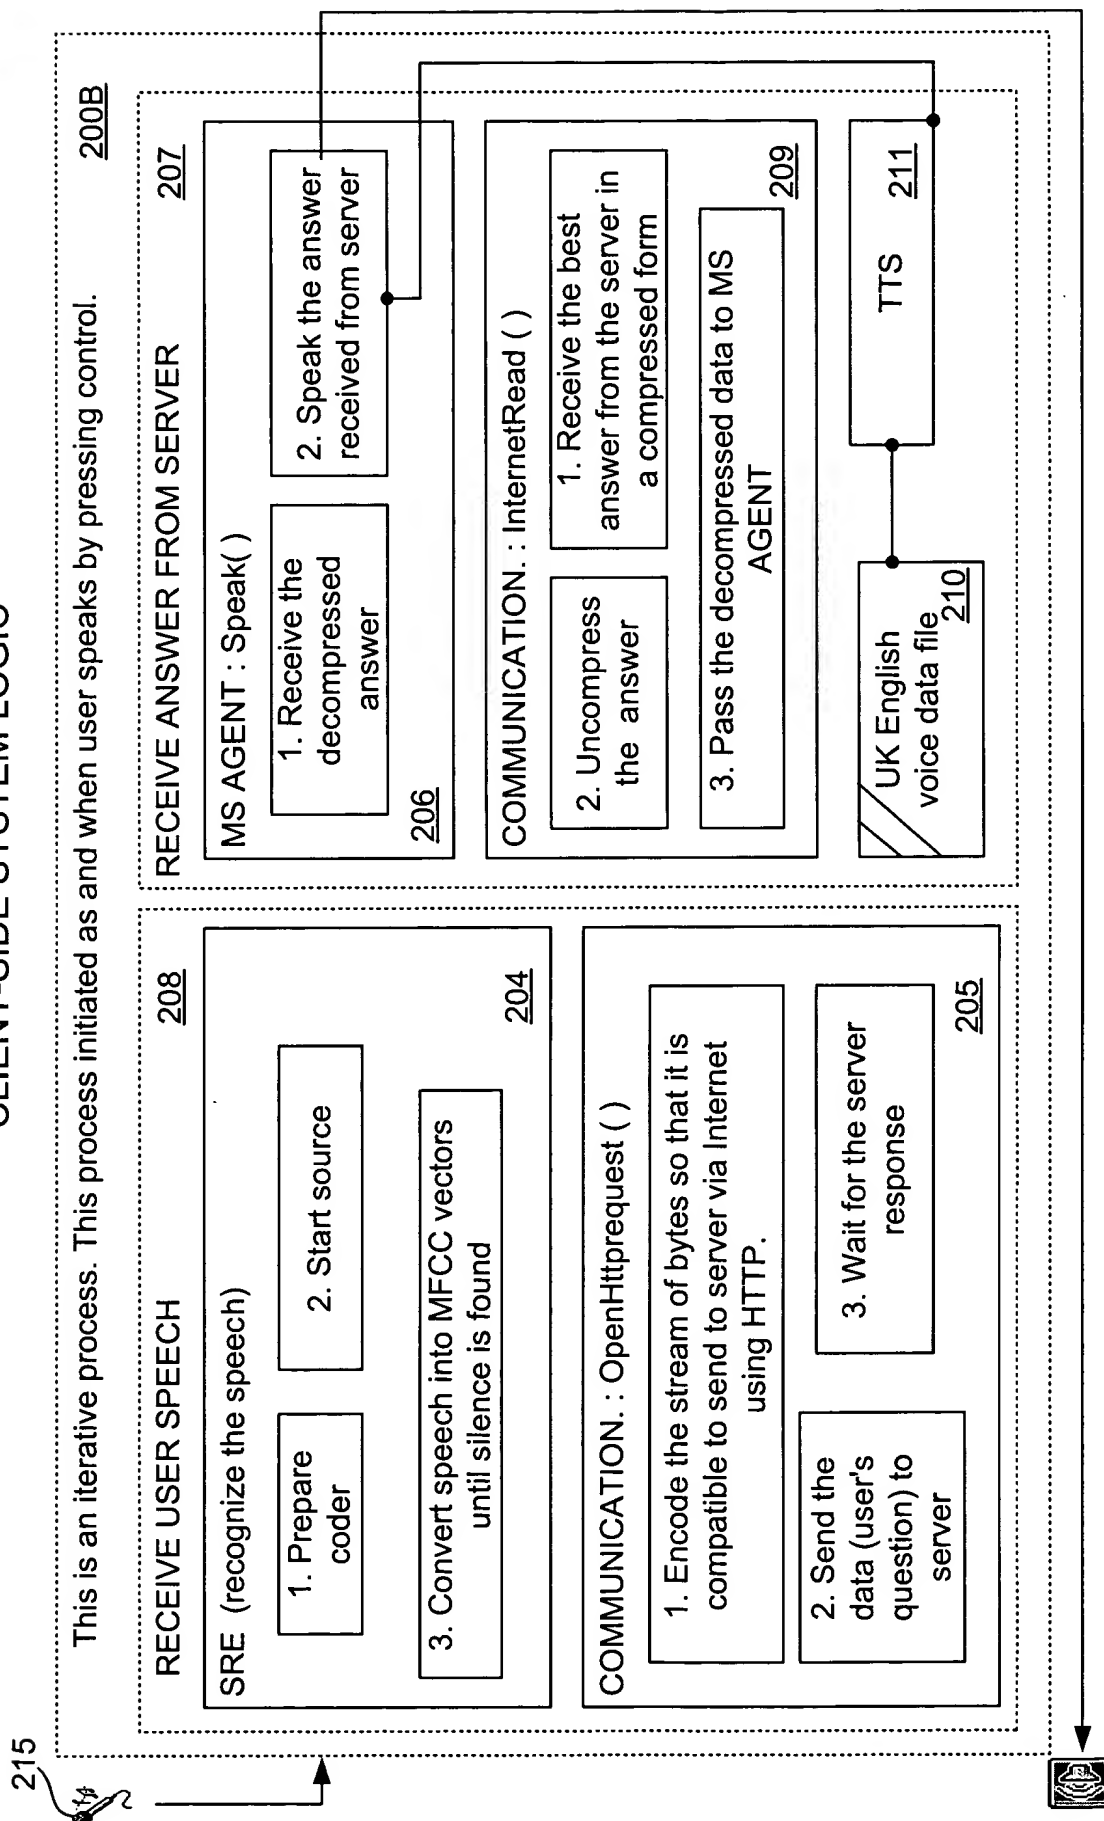 CLIENT-SIDE SYSTEM LOGIC
215
This is an iterative process. This process initiated as and when user speaks by pressing control.
200B
RECEIVE USER SPEECH
208
SRE (recognize the speech)
1. Prepare
coder
2. Start source
3. Convert speech into MFCC vectors
until silence is found
204
COMMUNICATION. : OpenHttprequest ( )
1. Encode the stream of bytes so that it is
compatible to send to server via Internet
using HTTP.
2. Send the
data (user's
question) to
server
3. Wait for the server
response
205
RECEIVE ANSWER FROM SERVER
207
MS AGENT : Speak( )
1. Receive the
decompressed
answer
2. Speak the answer
received from server
206
COMMUNICATION. : InternetRead ( )
2. Uncompress
the answer
1. Receive the best
answer from the server in
a compressed form
3. Pass the decompressed data to MS
AGENT
209
UK English
voice data file
210
TTS
211